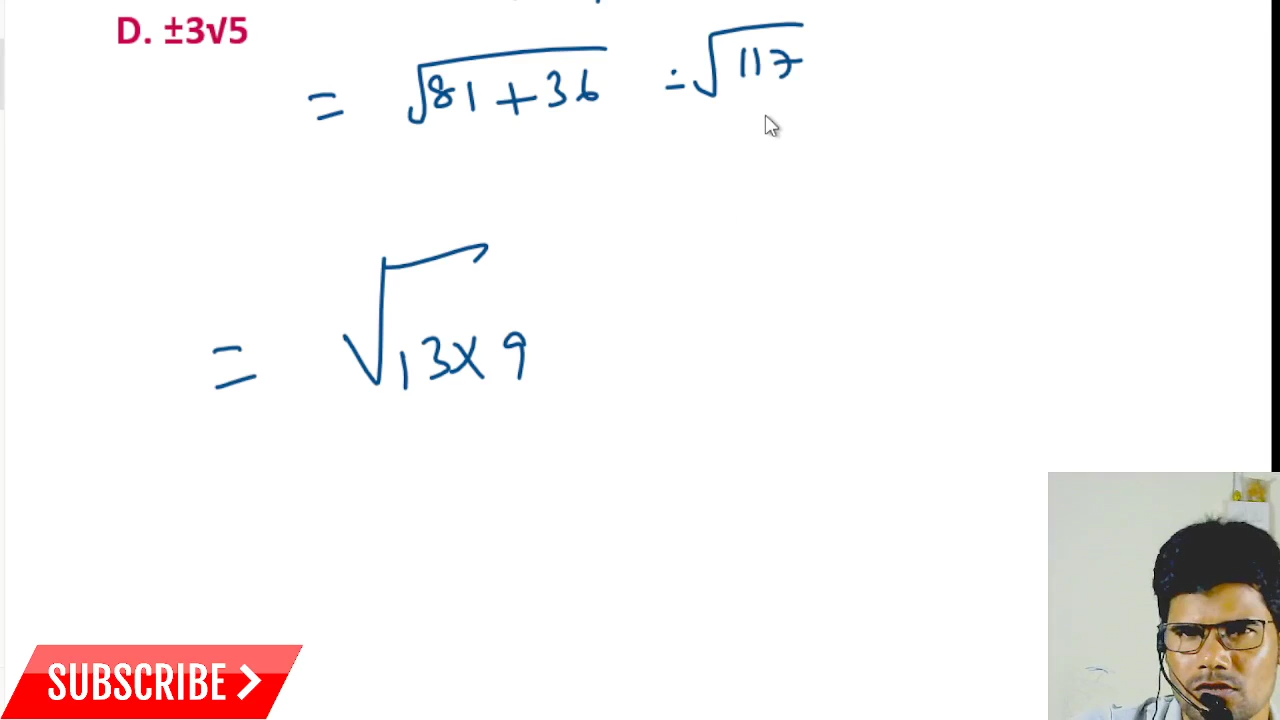 D. ±3√5
= √81 + 36 = √117
= √13 × 9
SUBSCRIBE